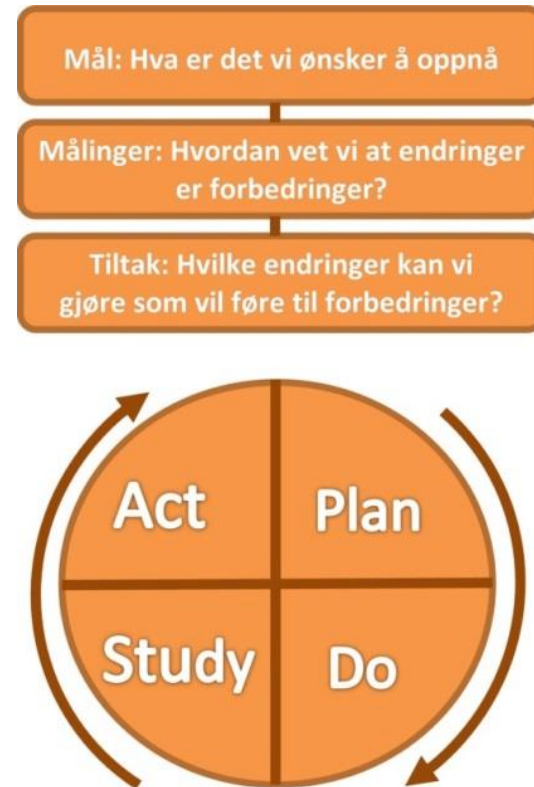 Mål: Hva er det vi ønsker å oppnå
Målinger: Hvordan vet vi at endringer
er forbedringer?
Tiltak: Hvilke endringer kan vi
gjøre som vil føre til forbedringer?
Act
Plan
Study
Do